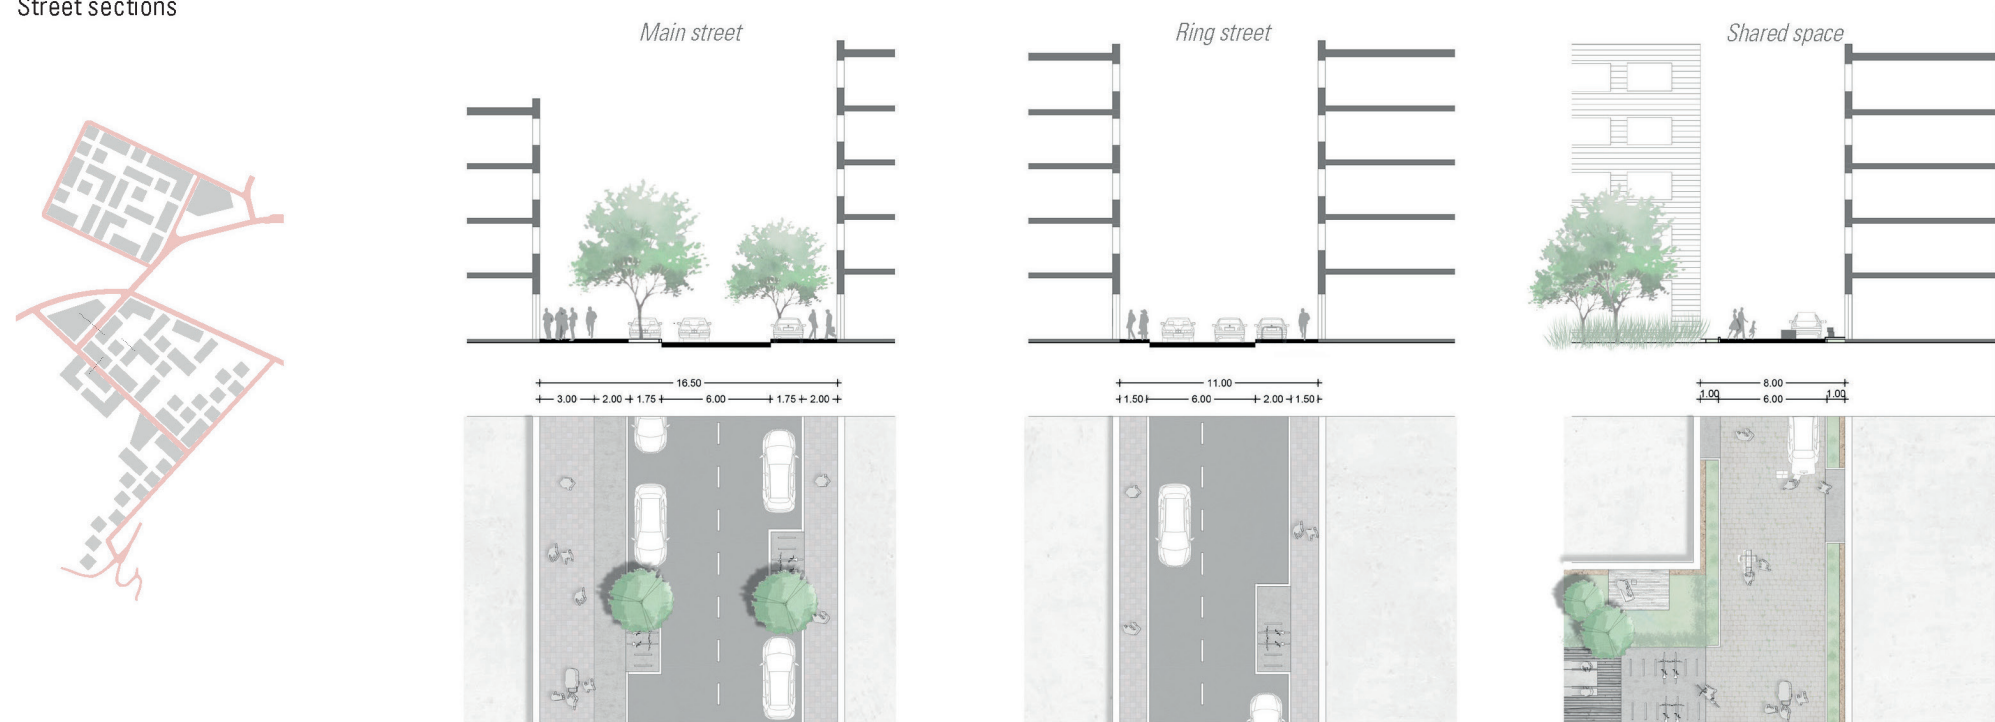 Street sections
Main street
Ring street
Shared space
16.50
3.00 2.00 1.75 6.00 1.75 2.00
11.00
1.50 6.00 2.00 1.50
8.00
1.00 6.00 1.00